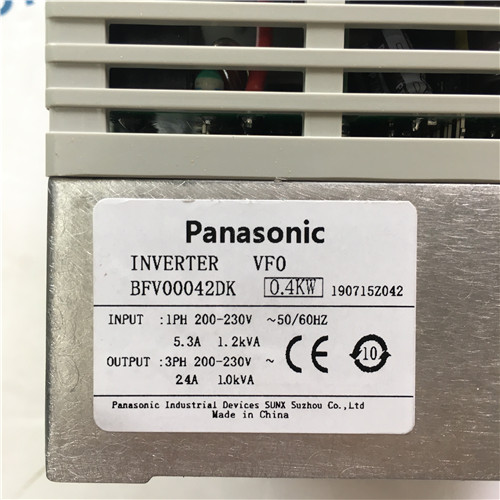 Panasonic
INVERTER VF0
BFV00042DK 0.4KW 190715Z042
INPUT :1PH 200-230V ~50/60HZ
5.3A 1.2kVA
OUTPUT :3PH 200-230V ~
24A 1.0kVA
CE 10
Panasonic Industrial Devices SUNX Suzhou Co.,Ltd
Made in China